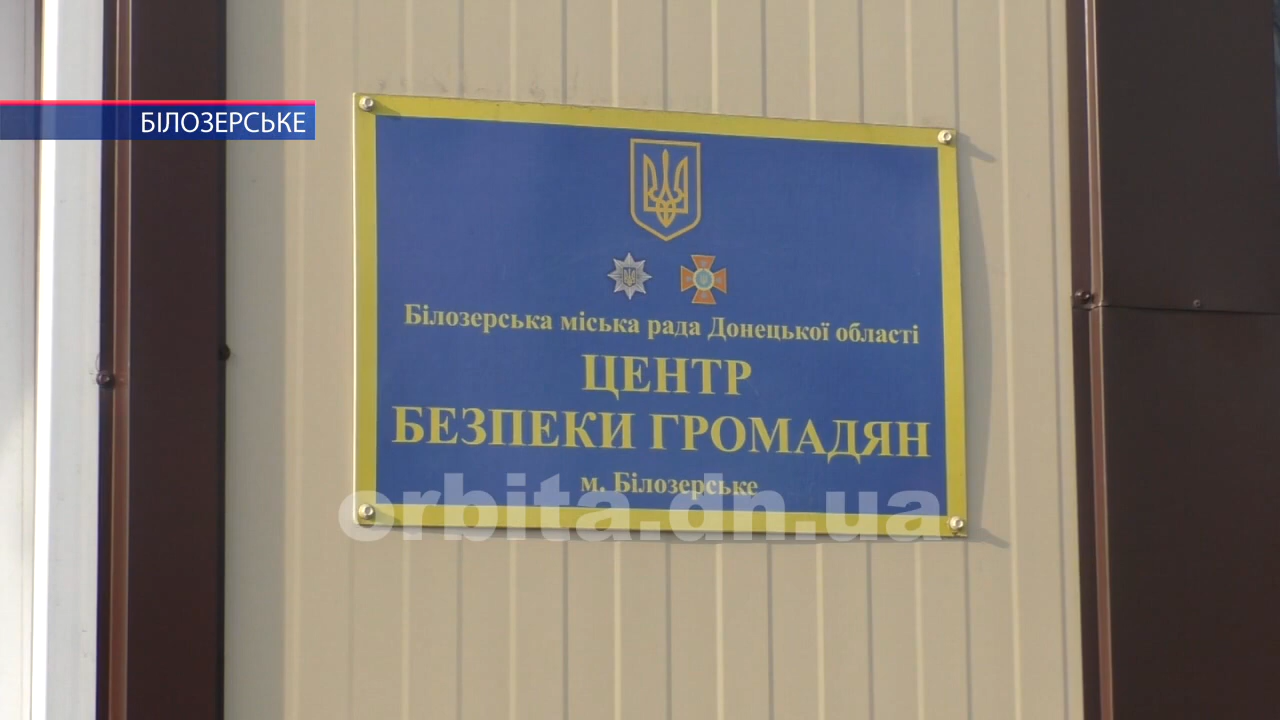 БІЛОЗЕРСЬКЕ
Білозерська міська рада Донецької області
ЦЕНТР
БЕЗПЕКИ ГРОМАДЯН
м. Білозерське
orbita.dn.ua